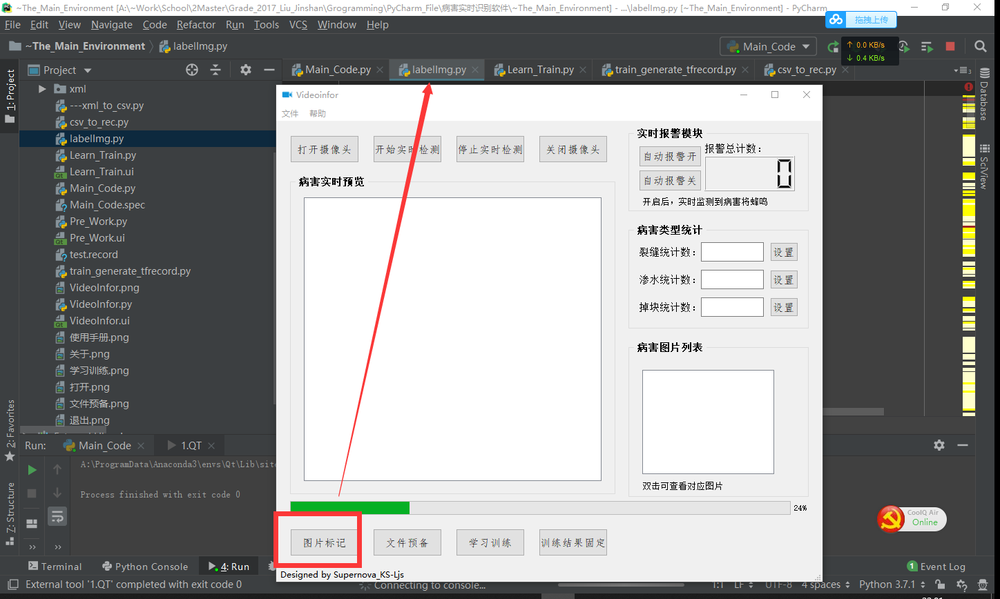 ~The_Main_Environment [A:\~Work\School\2Master\Grade_2017_Liu_Jinshan\Grogramming\PyCharm_File\病害实时识别软件\~The_Main_Environment] - ...\labelImg.py [~The_Main_Environment] - PyCharm
拖拽上传
File Edit View Navigate Code Refactor Run Tools VCS Window Help
~The_Main_Environment labelImg.py
Main_Code
↑ 0.0 KB/s
↓ 0.4 KB/s
1: Project
Project
Main_Code.py labelImg.py Learn_Train.py train_generate_tfrecord.py csv_to_rec.py
3
Database
SciView
xml
---xml_to_csv.py
csv_to_rec.py
labelImg.py
Learn_Train.py
Learn_Train.ui
Main_Code.py
Main_Code.spec
Pre_Work.py
Pre_Work.ui
test.record
train_generate_tfrecord.py
VideoInfor.png
VideoInfor.py
VideoInfor.ui
使用手册.png
关于.png
学习训练.png
打开.png
文件预备.png
退出.png
Videoinfor
文件 帮助
打开摄像头 开始实时检测 停止实时检测 关闭摄像头
病害实时预览
实时报警模块
自动报警开 报警总计数：
自动报警关
0
开启后，实时监测到病害将蜂鸣
病害类型统计
裂缝统计数： 设置
渗水统计数： 设置
掉块统计数： 设置
病害图片列表
双击可查看对应图片
24%
图片标记 文件预备 学习训练 训练结果固定
Designed by Supernova_KS-Ljs
2: Favorites
Z: Structure
Run: Main_Code 1.QT
A:\ProgramData\Anaconda3\envs\Qt\Lib\site
Process finished with exit code 0
CoolQ Air
Online
Terminal Python Console 4: Run
1 Event Log
External tool '1.QT' completed with exit code 0
Connecting to console...
1:1 LF UTF-8 4 spaces Python 3.7.1